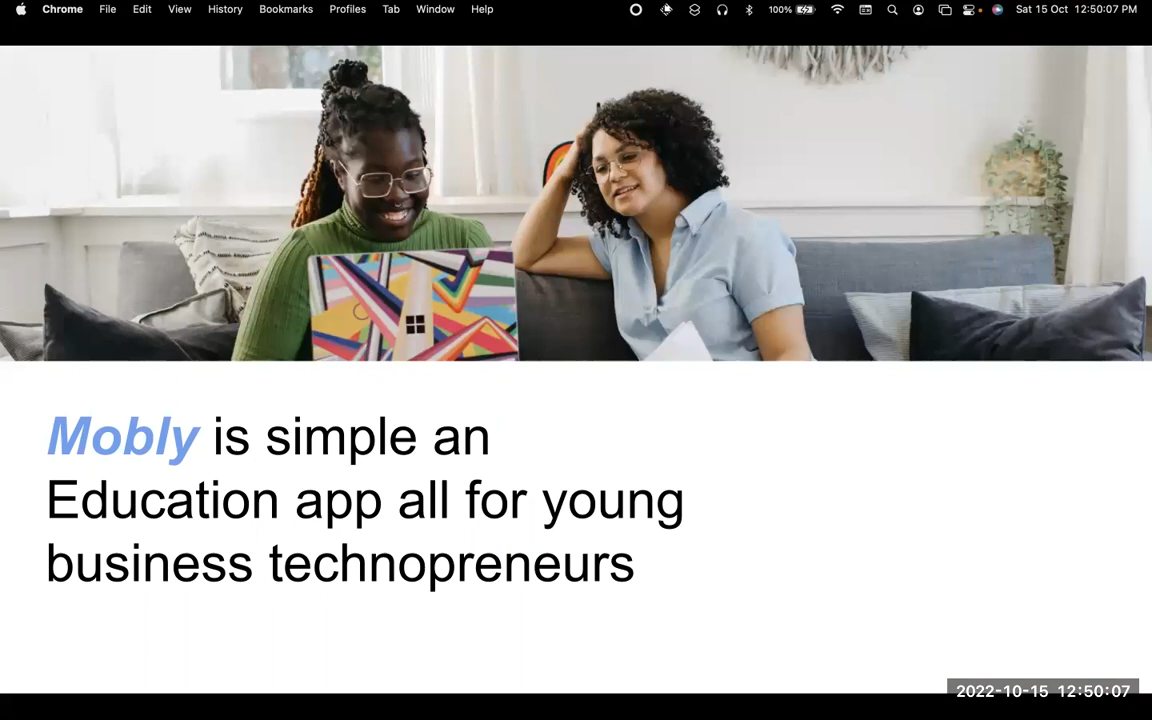 Chrome File Edit View History Bookmarks Profiles Tab Window Help 100% Sat 15 Oct 12:50:07 PM
Mobly is simple an
Education app all for young
business technopreneurs
2022-10-15 12:50:07